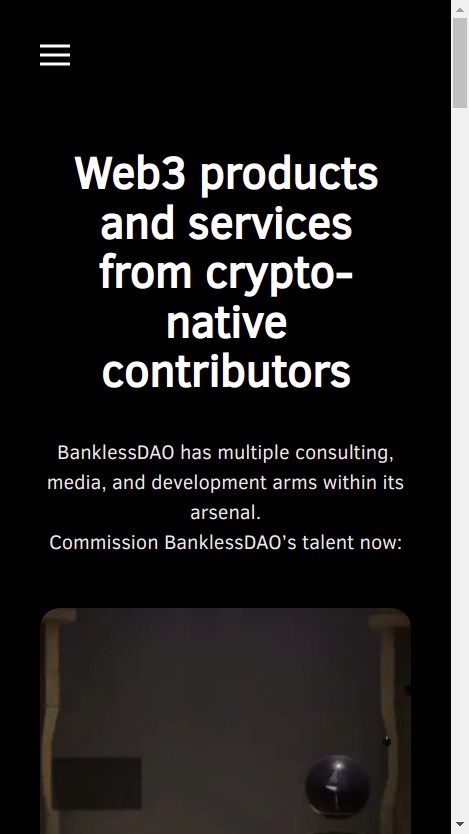 Web3 products
and services
from crypto-
native
contributors
BanklessDAO has multiple consulting,
media, and development arms within its
arsenal.
Commission BanklessDAO’s talent now: